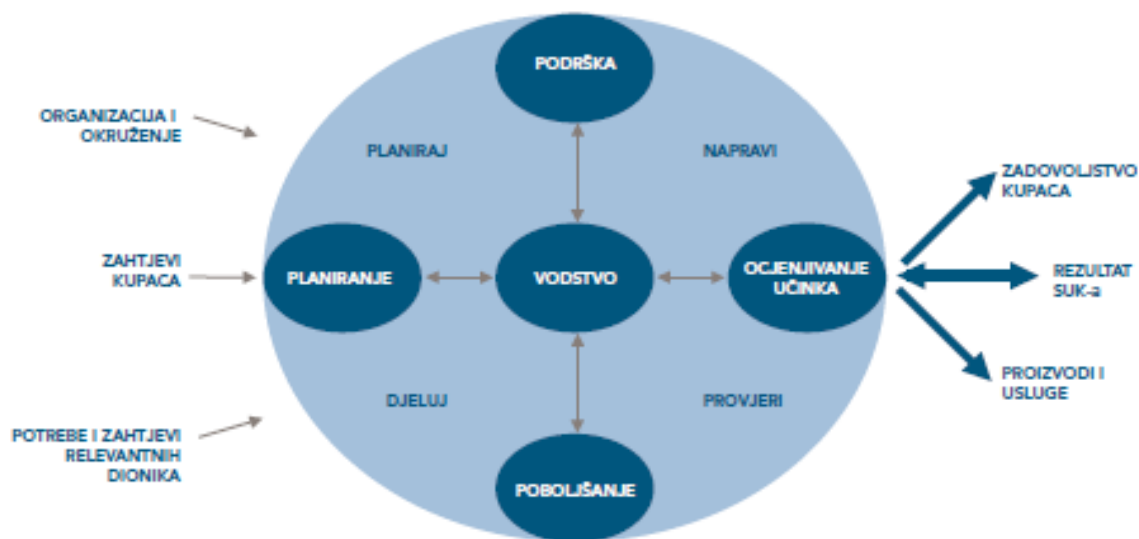 PODRŠKA
ORGANIZACIJA I
OKRUŽENJE
PLANIRAJ
NAPRAVI
ZADOVOLJSTVO
KUPACA
ZAHTJEVI
KUPACA
PLANIRANJE
VODSTVO
OCJENJIVANJE
UČINKA
REZULTAT
SUK-a
DJELUJ
PROVJERI
PROIZVODI I
USLUGE
POTREBE I ZAHTJEVI
RELEVANTNIH
DIONIKA
POBOLJŠANJE